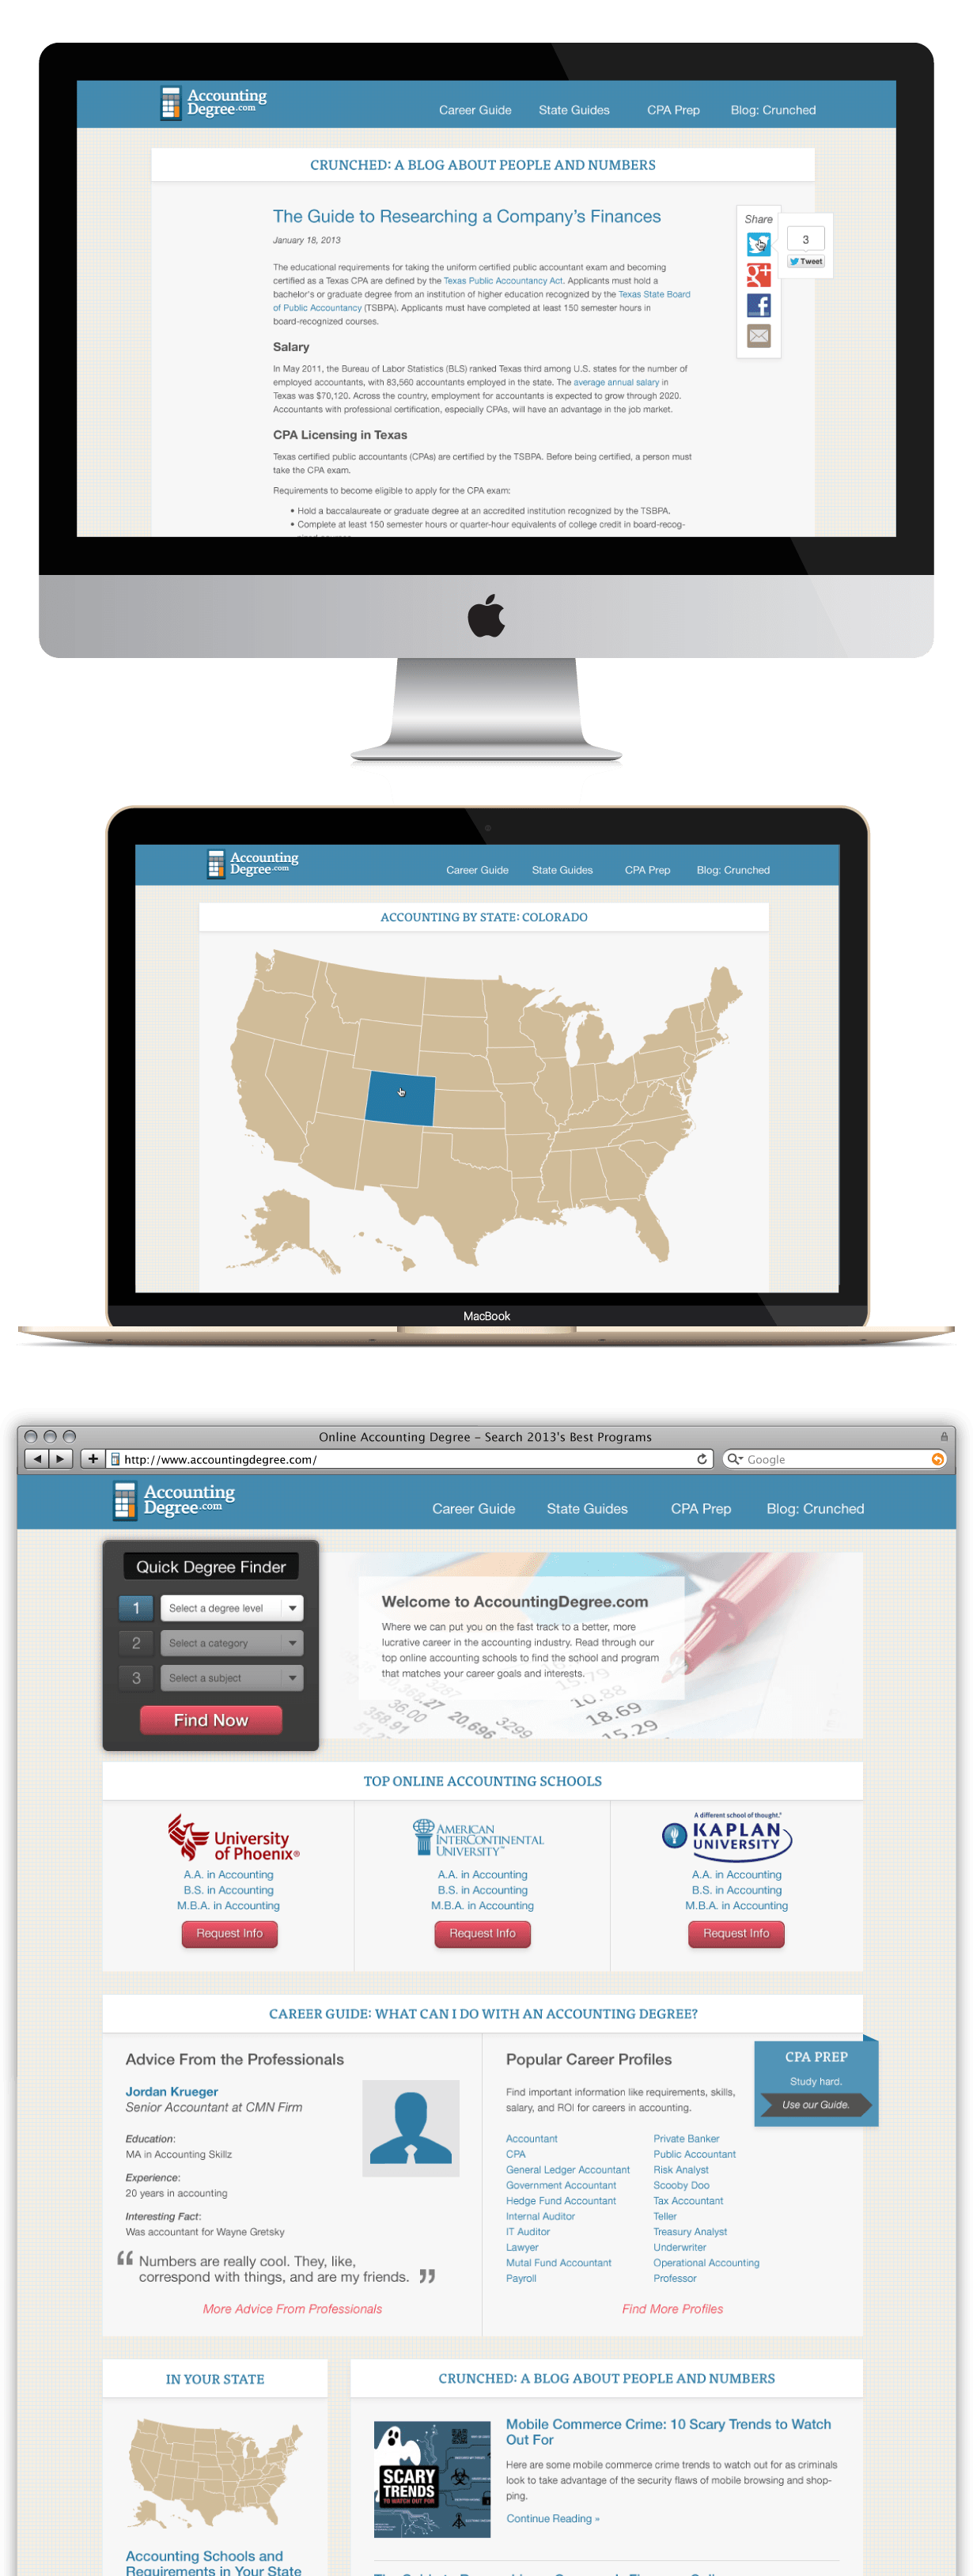 Accounting
Degree.com
Career Guide
State Guides
CPA Prep
Blog: Crunched
CRUNCHED: A BLOG ABOUT PEOPLE AND NUMBERS
The Guide to Researching a Company's Finances
January 18, 2013
Share
3
Tweet
The educational requirements for taking the uniform certified public accountant exam and becoming
certified as a Texas CPA are defined by the Texas Public Accountancy Act. Applicants must hold a
bachelor's or graduate degree from an institution of higher education recognized by the Texas State Board
of Public Accountancy (TSBPA). Applicants must have completed at least 150 semester hours in
board-recognized courses.
Salary
In May 2011, the Bureau of Labor Statistics (BLS) ranked Texas third among U.S. states for the number of
employed accountants, with 83,560 accountants employed in the state. The average annual salary in
Texas was $70,120. Across the country, employment for accountants is expected to grow through 2020.
Accountants with professional certification, especially CPAs, will have an advantage in the job market.
CPA Licensing in Texas
Texas certified public accountants (CPAs) are certified by the TSBPA. Before being certified, a person must
take the CPA exam.
Requirements to become eligible to apply for the CPA exam:
• Hold a baccalaureate or graduate degree at an accredited institution recognized by the TSBPA.
• Complete at least 150 semester hours or quarter-hour equivalents of college credit in board-recog-
Accounting
Degree.com
Career Guide
State Guides
CPA Prep
Blog: Crunched
ACCOUNTING BY STATE: COLORADO
MacBook
Online Accounting Degree – Search 2013's Best Programs
http://www.accountingdegree.com/
Google
Accounting
Degree.com
Career Guide
State Guides
CPA Prep
Blog: Crunched
Quick Degree Finder
1 Select a degree level
2 Select a category
3 Select a subject
Find Now
Welcome to AccountingDegree.com
Where we can put you on the fast track to a better, more
lucrative career in the accounting industry. Read through our
top online accounting schools to find the school and program
that matches your career goals and interests.
3287
36.00
358.91
20,696
3299
10.88
18.69
15.29
TOP ONLINE ACCOUNTING SCHOOLS
University
of Phoenix®
A.A. in Accounting
B.S. in Accounting
M.B.A. in Accounting
Request Info
AMERICAN
INTERCONTINENTAL
UNIVERSITY™
A.A. in Accounting
B.S. in Accounting
M.B.A. in Accounting
Request Info
A different school of thought.®
KAPLAN
UNIVERSITY
A.A. in Accounting
B.S. in Accounting
M.B.A. in Accounting
Request Info
CAREER GUIDE: WHAT CAN I DO WITH AN ACCOUNTING DEGREE?
Advice From the Professionals
Jordan Krueger
Senior Accountant at CMN Firm
Education:
MA in Accounting Skillz
Experience:
20 years in accounting
Interesting Fact:
Was accountant for Wayne Gretsky
“ Numbers are really cool. They, like,
correspond with things, and are my friends. ”
More Advice From Professionals
Popular Career Profiles
Find important information like requirements, skills,
salary, and ROI for careers in accounting.
Accountant
CPA
General Ledger Accountant
Government Accountant
Hedge Fund Accountant
Internal Auditor
IT Auditor
Lawyer
Mutal Fund Accountant
Payroll
Private Banker
Public Accountant
Risk Analyst
Scooby Doo
Tax Accountant
Teller
Treasury Analyst
Underwriter
Operational Accounting
Professor
Find More Profiles
CPA PREP
Study hard.
Use our Guide.
IN YOUR STATE
Accounting Schools and
Requirements in Your State
CRUNCHED: A BLOG ABOUT PEOPLE AND NUMBERS
SCARY
TRENDS
TO WATCH OUT FOR
Mobile Commerce Crime: 10 Scary Trends to Watch
Out For
Here are some mobile commerce crime trends to watch out for as criminals
look to take advantage of the security flaws of mobile browsing and shop-
ping.
Continue Reading »